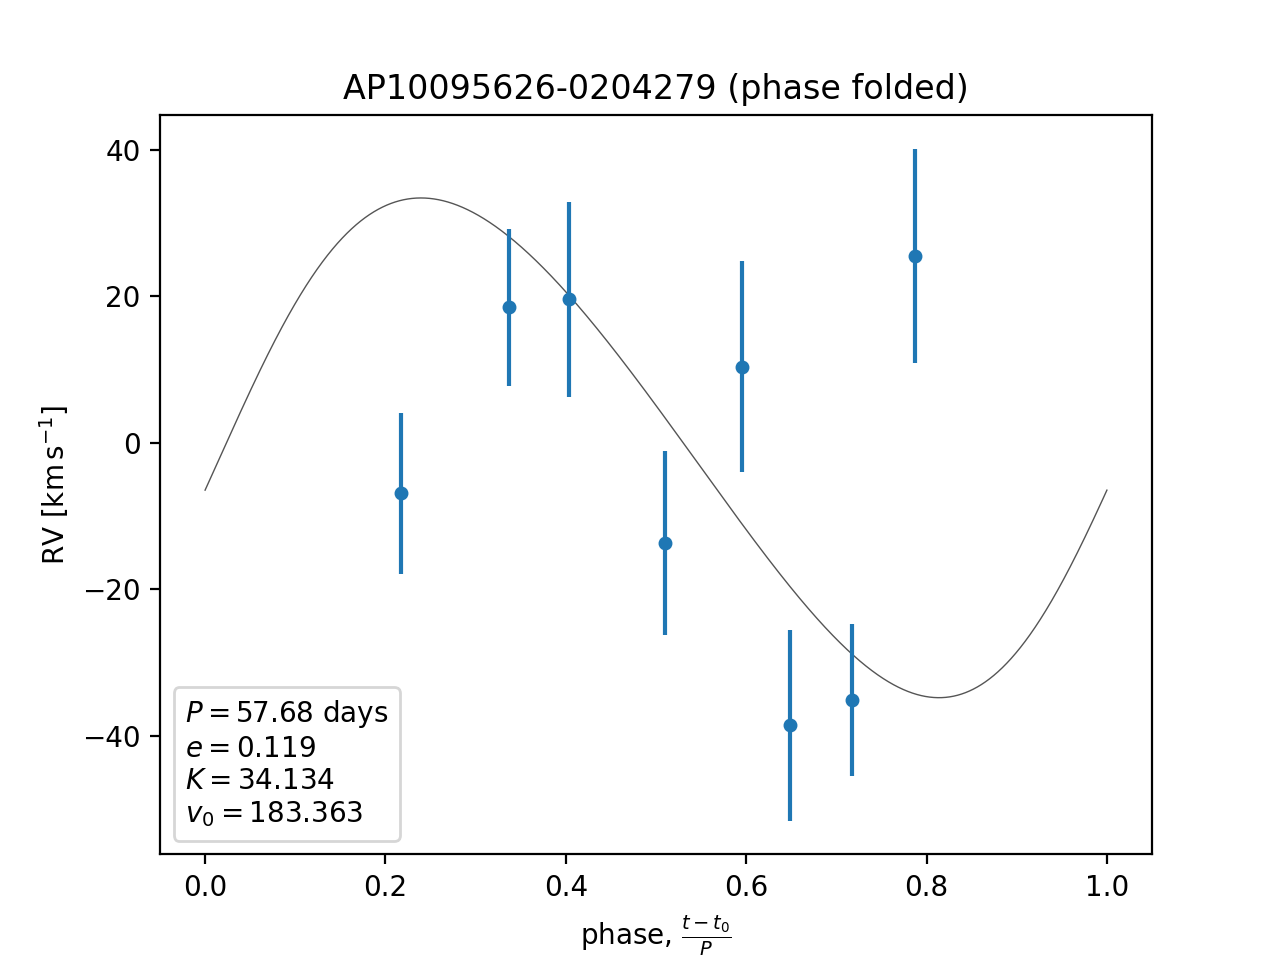 AP10095626-0204279 (phase folded)
40
20
0
−20
−40
RV [km s⁻¹]
P = 57.68 days
e = 0.119
K = 34.134
v₀ = 183.363
0.0 0.2 0.4 0.6 0.8 1.0
phase, (t − t₀)/P